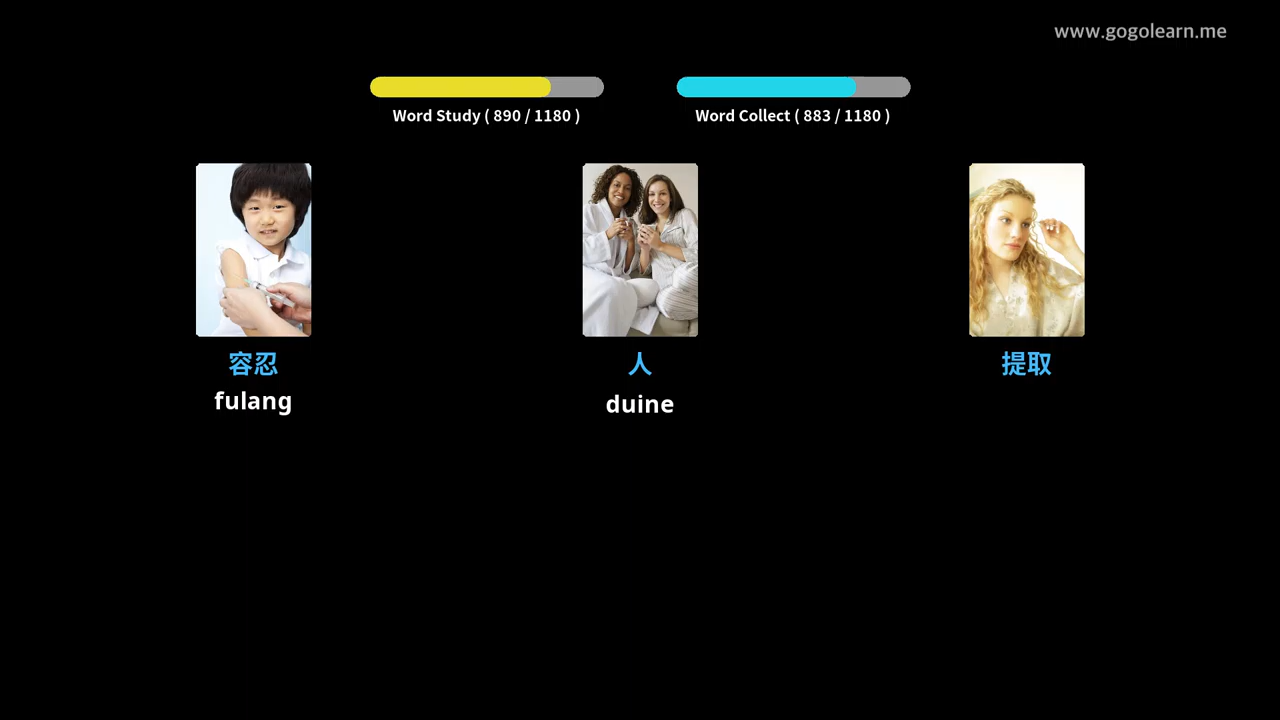 www.gogolearn.me
Word Study ( 890 / 1180 )
Word Collect ( 883 / 1180 )
容忍
人
提取
fulang
duine